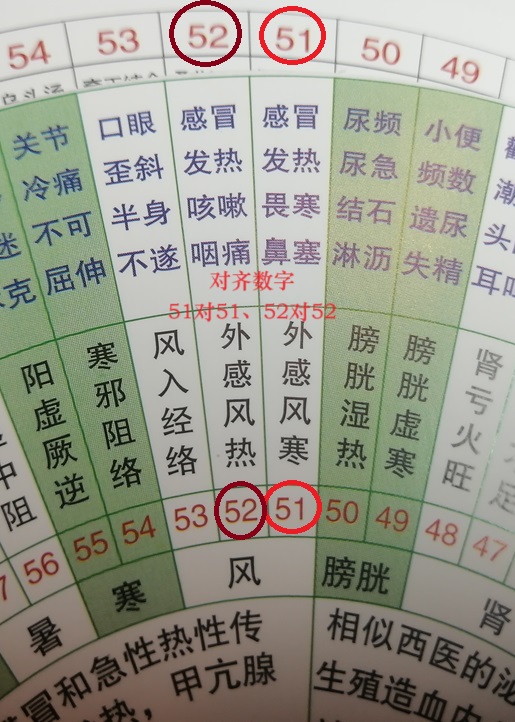 54 53 52 51 50 49
关节
冷痛
不可
屈伸
口眼
歪斜
半身
不遂
感冒
发热
咳嗽
咽痛
感冒
发热
畏寒
鼻塞
尿频
尿急
结石
淋沥
小便
频数
遗尿
失精
对齐数字
51对51、52对52
阳虚厥逆
寒邪阻络
风入经络
外感风热
外感风寒
膀胱湿热
膀胱虚寒
肾亏火旺
56 55 54 53 52 51 50 49 48 47
暑 寒 风 膀胱 肾
冒和急性热性传
热，甲亢腺
相似西医的泌
生殖造血内